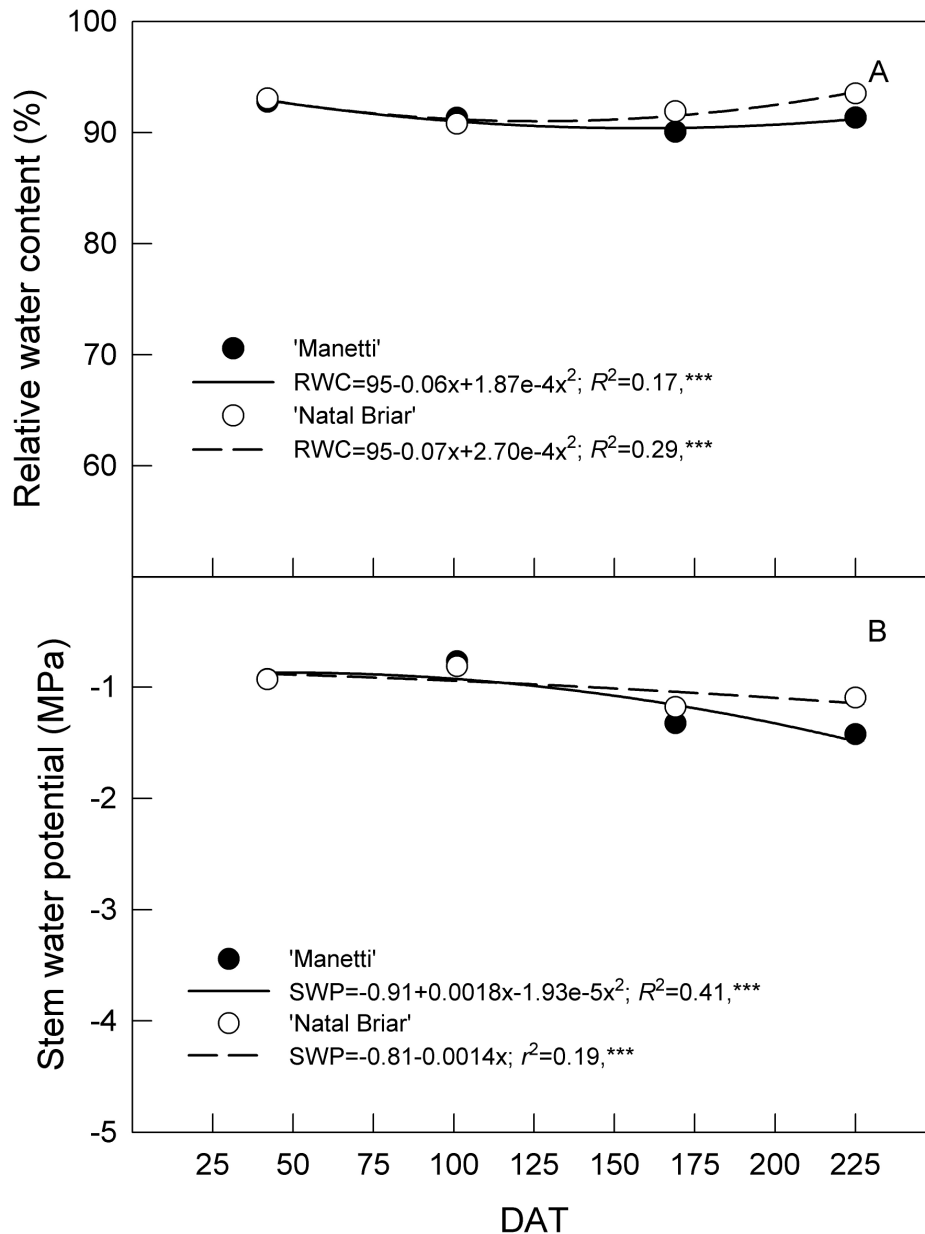 100
A
90
80
70
60
Relative water content (%)
'Manetti'
RWC=95-0.06x+1.87e-4x²; R²=0.17,***
'Natal Briar'
RWC=95-0.07x+2.70e-4x²; R²=0.29,***
B
-1
-2
-3
-4
-5
Stem water potential (MPa)
'Manetti'
SWP=-0.91+0.0018x-1.93e-5x²; R²=0.41,***
'Natal Briar'
SWP=-0.81-0.0014x; r²=0.19,***
25 50 75 100 125 150 175 200 225
DAT